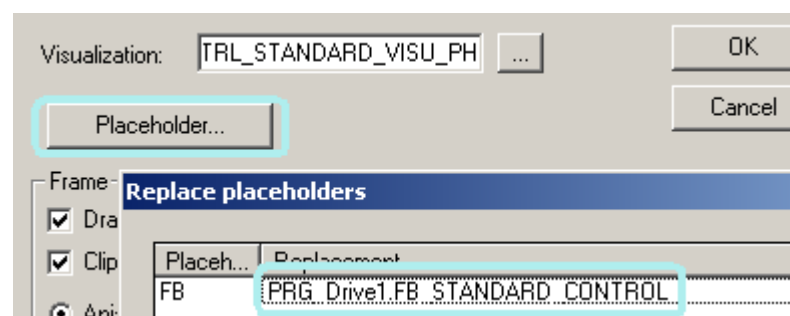 Visualization: TRL_STANDARD_VISU_PH ... OK
Placeholder... Cancel
Frame
Replace placeholders
Dra
Clip Placeh... Replacement
FB PRG_Drive1.FB_STANDARD_CONTROL